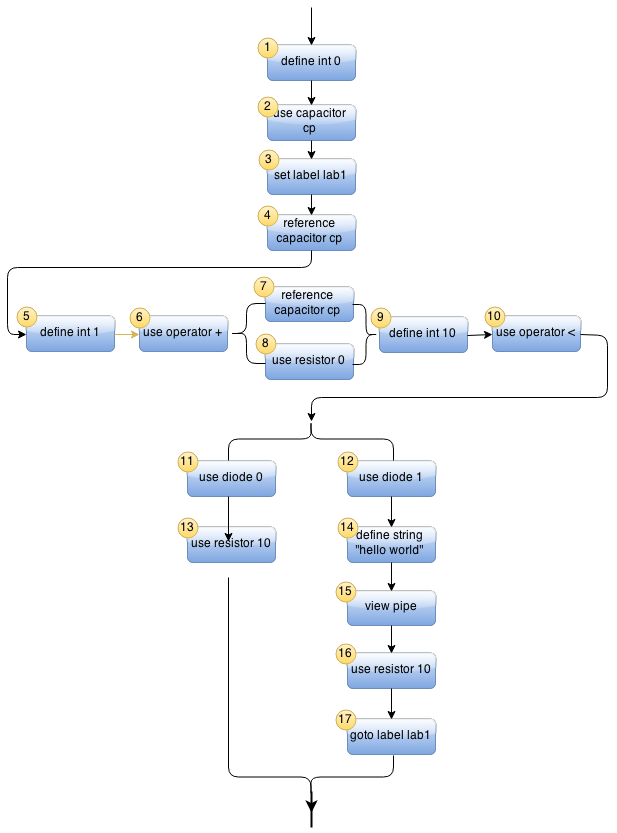 1
define int 0
2
use capacitor
cp
3
set label lab1
4
reference
capacitor cp
5
define int 1
6
use operator +
7
reference
capacitor cp
8
use resistor 0
9
define int 10
10
use operator <
11
use diode 0
12
use diode 1
13
use resistor 10
14
define string
"hello world"
15
view pipe
16
use resistor 10
17
goto label lab1